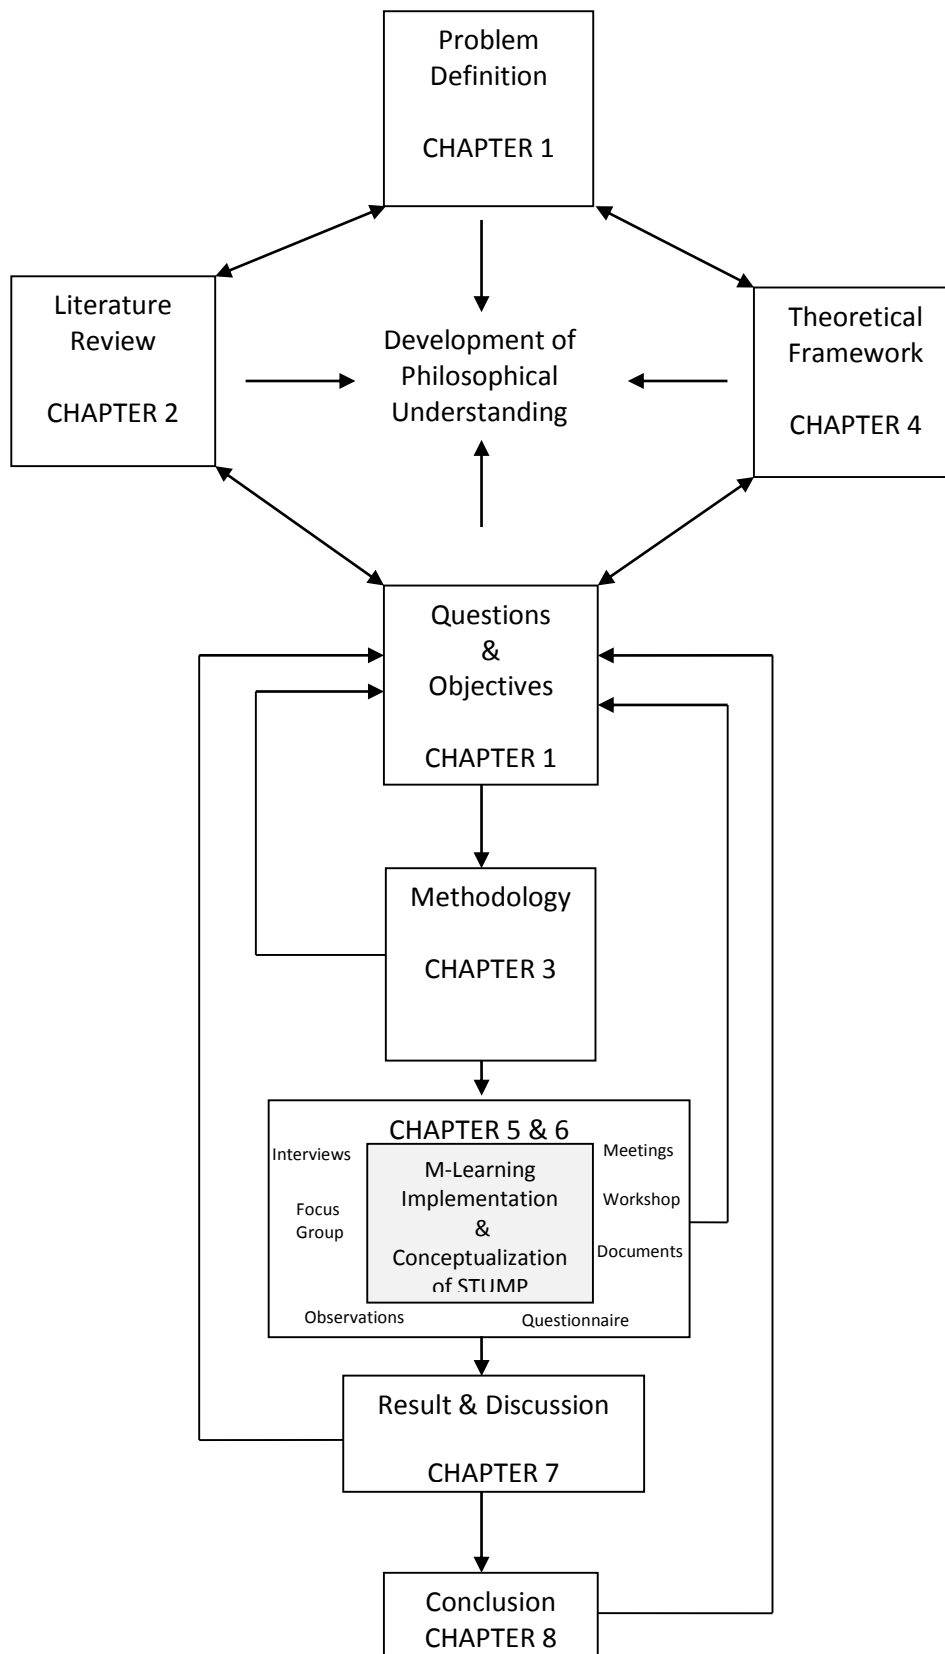 Problem
Definition
CHAPTER 1
Literature
Review
CHAPTER 2
Development of
Philosophical
Understanding
Theoretical
Framework
CHAPTER 4
Questions
&
Objectives
CHAPTER 1
Methodology
CHAPTER 3
CHAPTER 5 & 6
Interviews
Focus
Group
M-Learning
Implementation
&
Conceptualization
of STUMP
Meetings
Workshop
Documents
Observations
Questionnaire
Result & Discussion
CHAPTER 7
Conclusion
CHAPTER 8